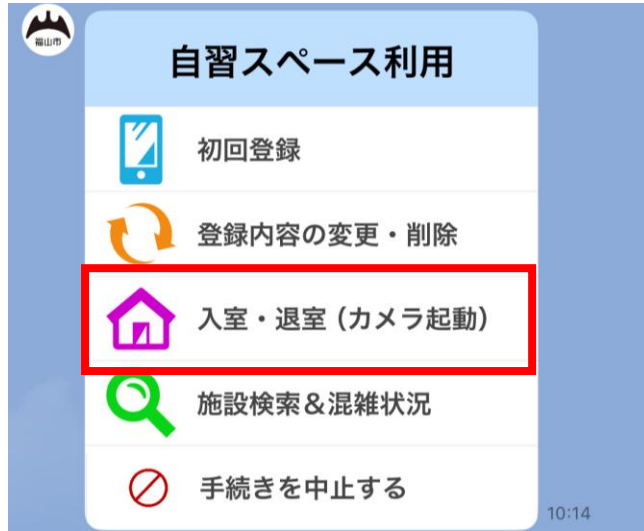 福山市
自習スペース利用
初回登録
登録内容の変更・削除
入室・退室(カメラ起動)
施設検索&混雑状況
手続きを中止する
10:14